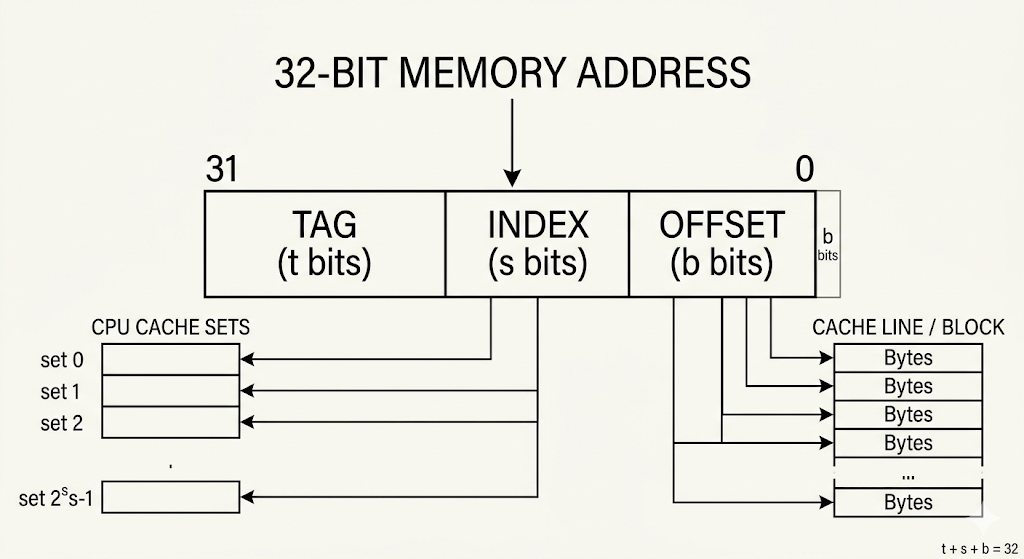 32-BIT MEMORY ADDRESS
31
0
TAG
(t bits)
INDEX
(s bits)
OFFSET
(b bits)
b
bits
CPU CACHE SETS
set 0
set 1
set 2
.
set 2ˢs-1
CACHE LINE / BLOCK
Bytes
Bytes
Bytes
Bytes
...
Bytes
t + s + b = 32